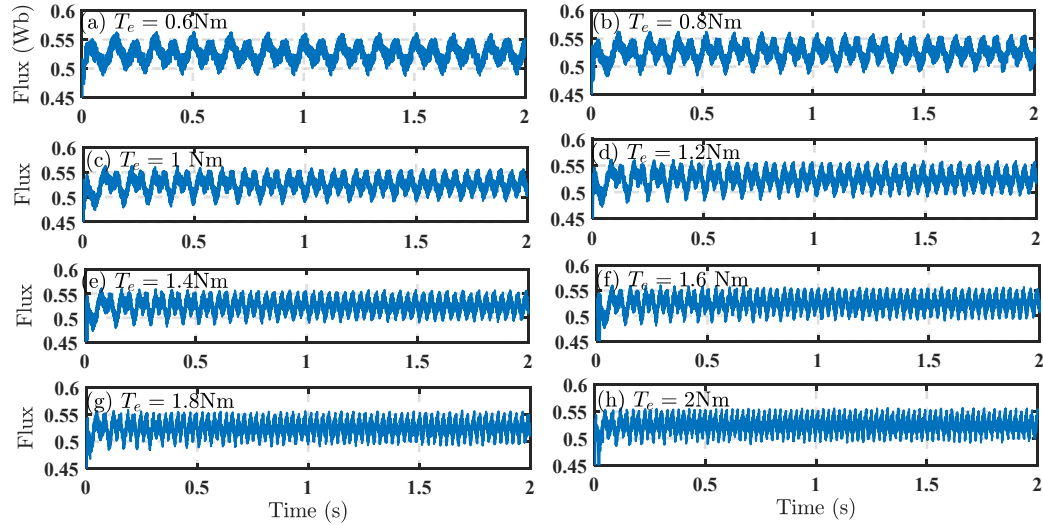 0.6
(a) T_e = 0.6Nm
0.55
0.5
0.45
Flux (Wb)
0 0.5 1 1.5 2
0.6
(b) T_e = 0.8Nm
0.55
0.5
0.45
0 0.5 1 1.5 2
0.6
(c) T_e = 1 Nm
0.55
0.5
0.45
Flux
0 0.5 1 1.5 2
0.6
(d) T_e = 1.2Nm
0.55
0.5
0.45
0 0.5 1 1.5 2
0.6
(e) T_e = 1.4Nm
0.55
0.5
0.45
Flux
0 0.5 1 1.5 2
0.6
(f) T_e = 1.6 Nm
0.55
0.5
0.45
0 0.5 1 1.5 2
0.6
(g) T_e = 1.8Nm
0.55
0.5
0.45
Flux
0 0.5 1 1.5 2
Time (s)
0.6
(h) T_e = 2Nm
0.55
0.5
0.45
0 0.5 1 1.5 2
Time (s)